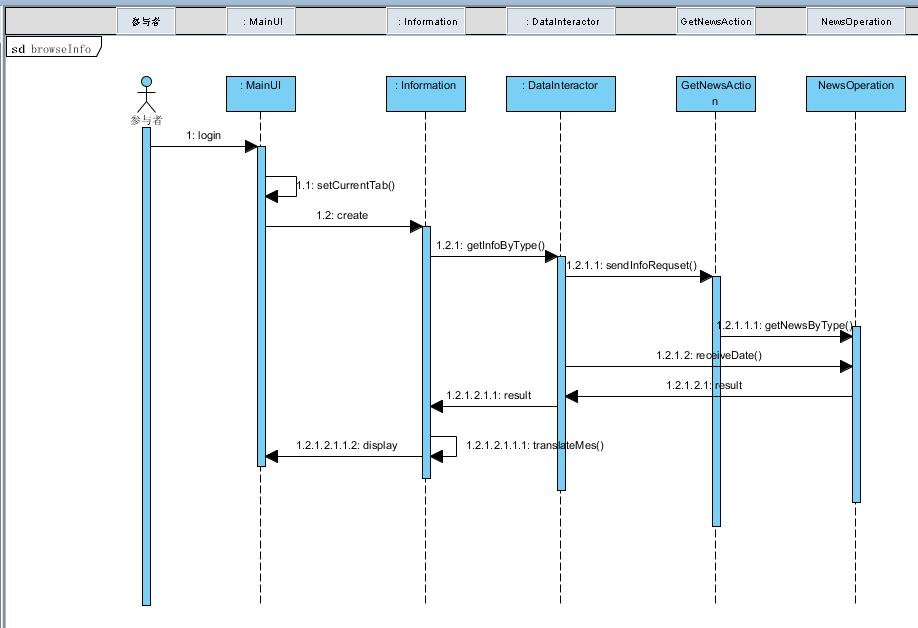 参与者
: MainUI
: Information
: DataInteractor
GetNewsAction
NewsOperation
sd browseInfo
: MainUI
: Information
: DataInteractor
GetNewsActio
n
NewsOperation
参与者
1: login
1.1: setCurrentTab()
1.2: create
1.2.1: getInfoByType()
1.2.1.1: sendInfoRequset()
1.2.1.1.1: getNewsByType()
1.2.1.2: receiveDate()
1.2.1.2.1: result
1.2.1.2.1.1: result
1.2.1.2.1.1.2: display
1.2.1.2.1.1.1: translateMes()